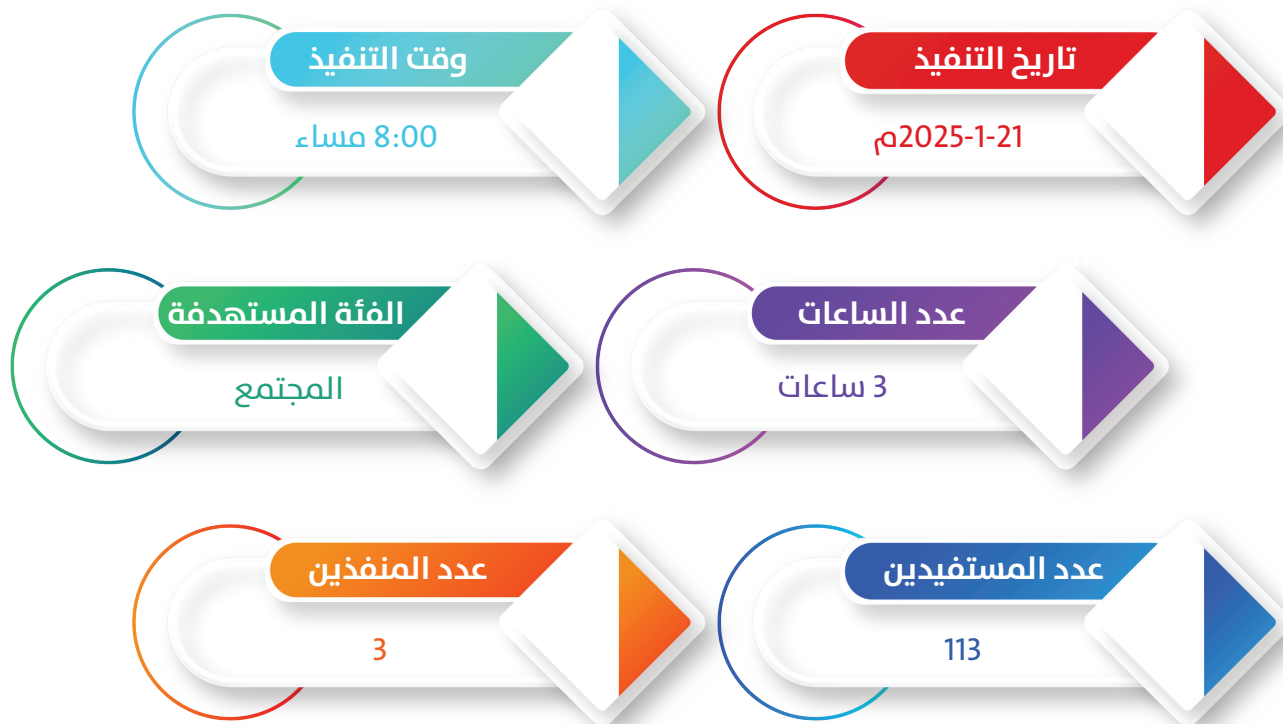 تاريخ التنفيذ
21-1-2025م
وقت التنفيذ
8:00 مساء
عدد الساعات
3 ساعات
الفئة المستهدفة
المجتمع
عدد المستفيدين
113
عدد المنفذين
3